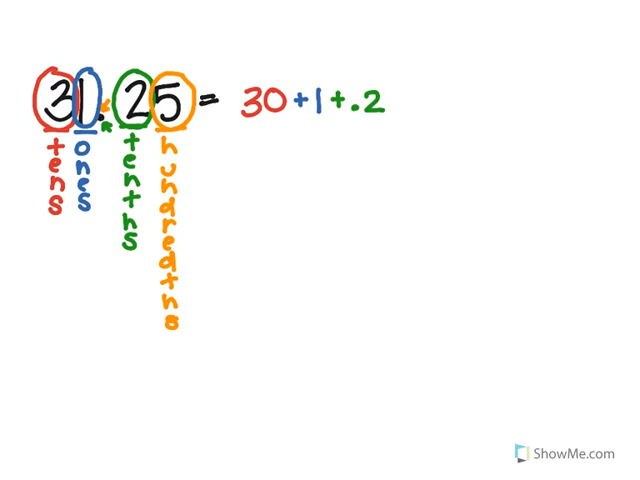 31.25 = 30 + 1 + .2
tens
ones
tenths
hundredths
ShowMe.com